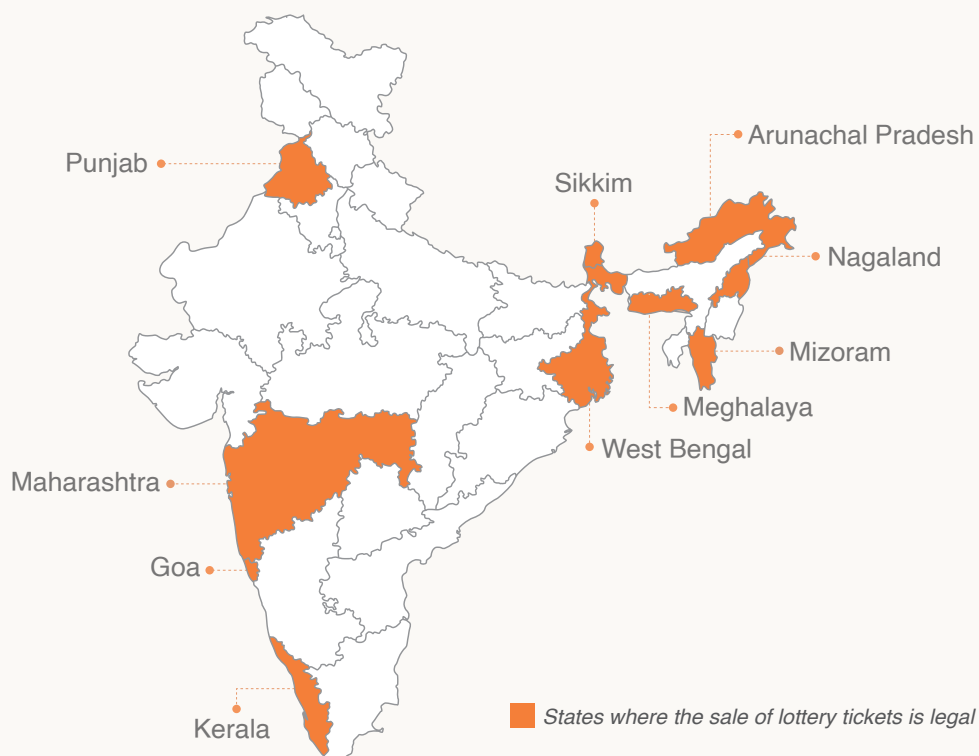 Arunachal Pradesh
Punjab
Sikkim
Nagaland
Mizoram
Meghalaya
West Bengal
Maharashtra
Goa
Kerala
States where the sale of lottery tickets is legal